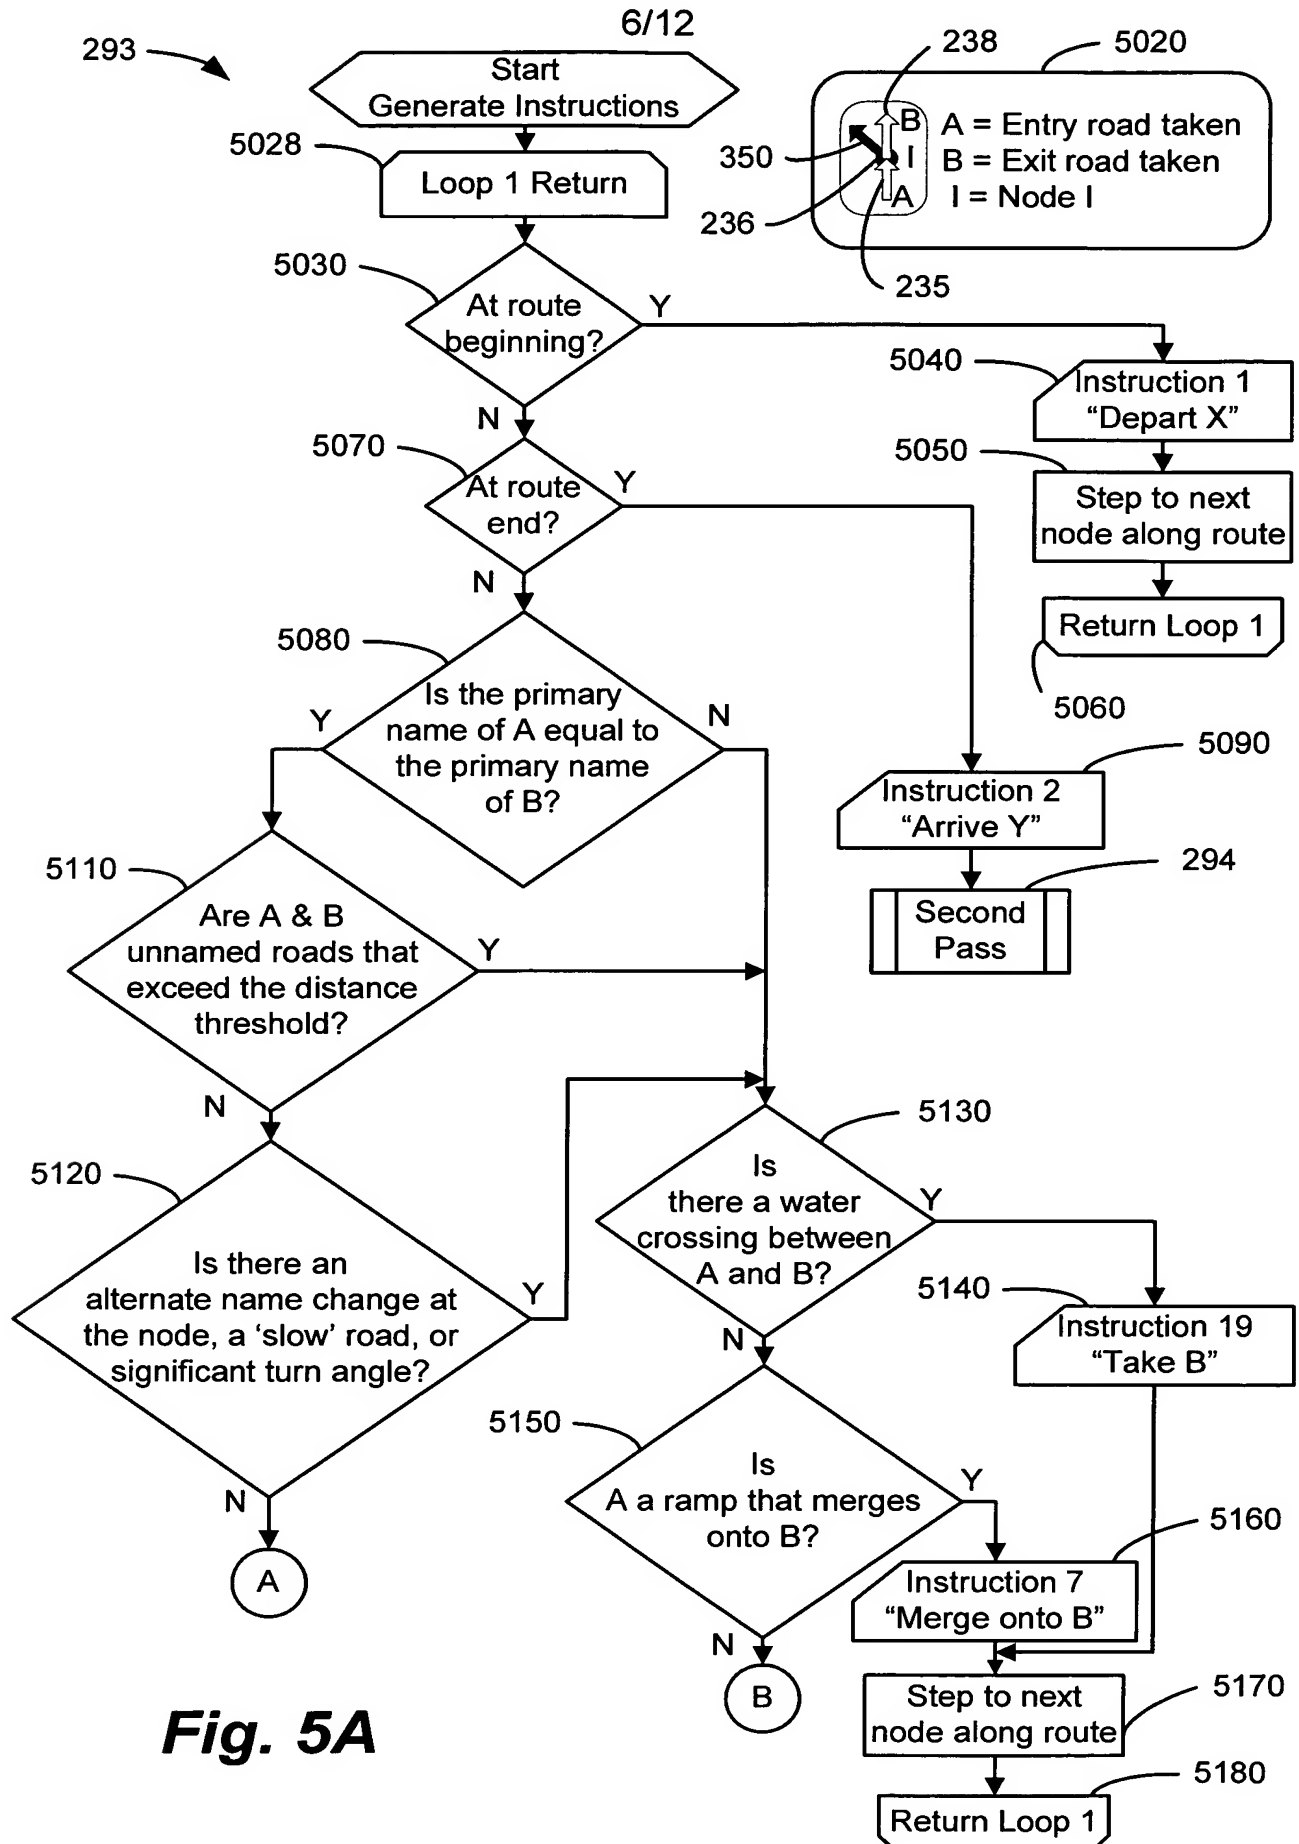 6/12
293
Start
Generate Instructions
238
5020
B
A = Entry road taken
350
I
B = Exit road taken
A
I = Node I
236
235
5028
Loop 1 Return
5030
At route
beginning?
Y
N
5040
Instruction 1
“Depart X”
5050
Step to next
node along route
Return Loop 1
5060
5070
At route
end?
Y
N
5080
Is the primary
name of A equal to
the primary name
of B?
Y
N
5090
Instruction 2
“Arrive Y”
294
Second
Pass
5110
Are A & B
unnamed roads that
exceed the distance
threshold?
Y
N
5120
Is there an
alternate name change at
the node, a ‘slow’ road, or
significant turn angle?
Y
N
A
5130
Is
there a water
crossing between
A and B?
Y
N
5140
Instruction 19
“Take B”
5150
Is
A a ramp that merges
onto B?
Y
N
B
5160
Instruction 7
“Merge onto B”
5170
Step to next
node along route
5180
Return Loop 1
Fig. 5A